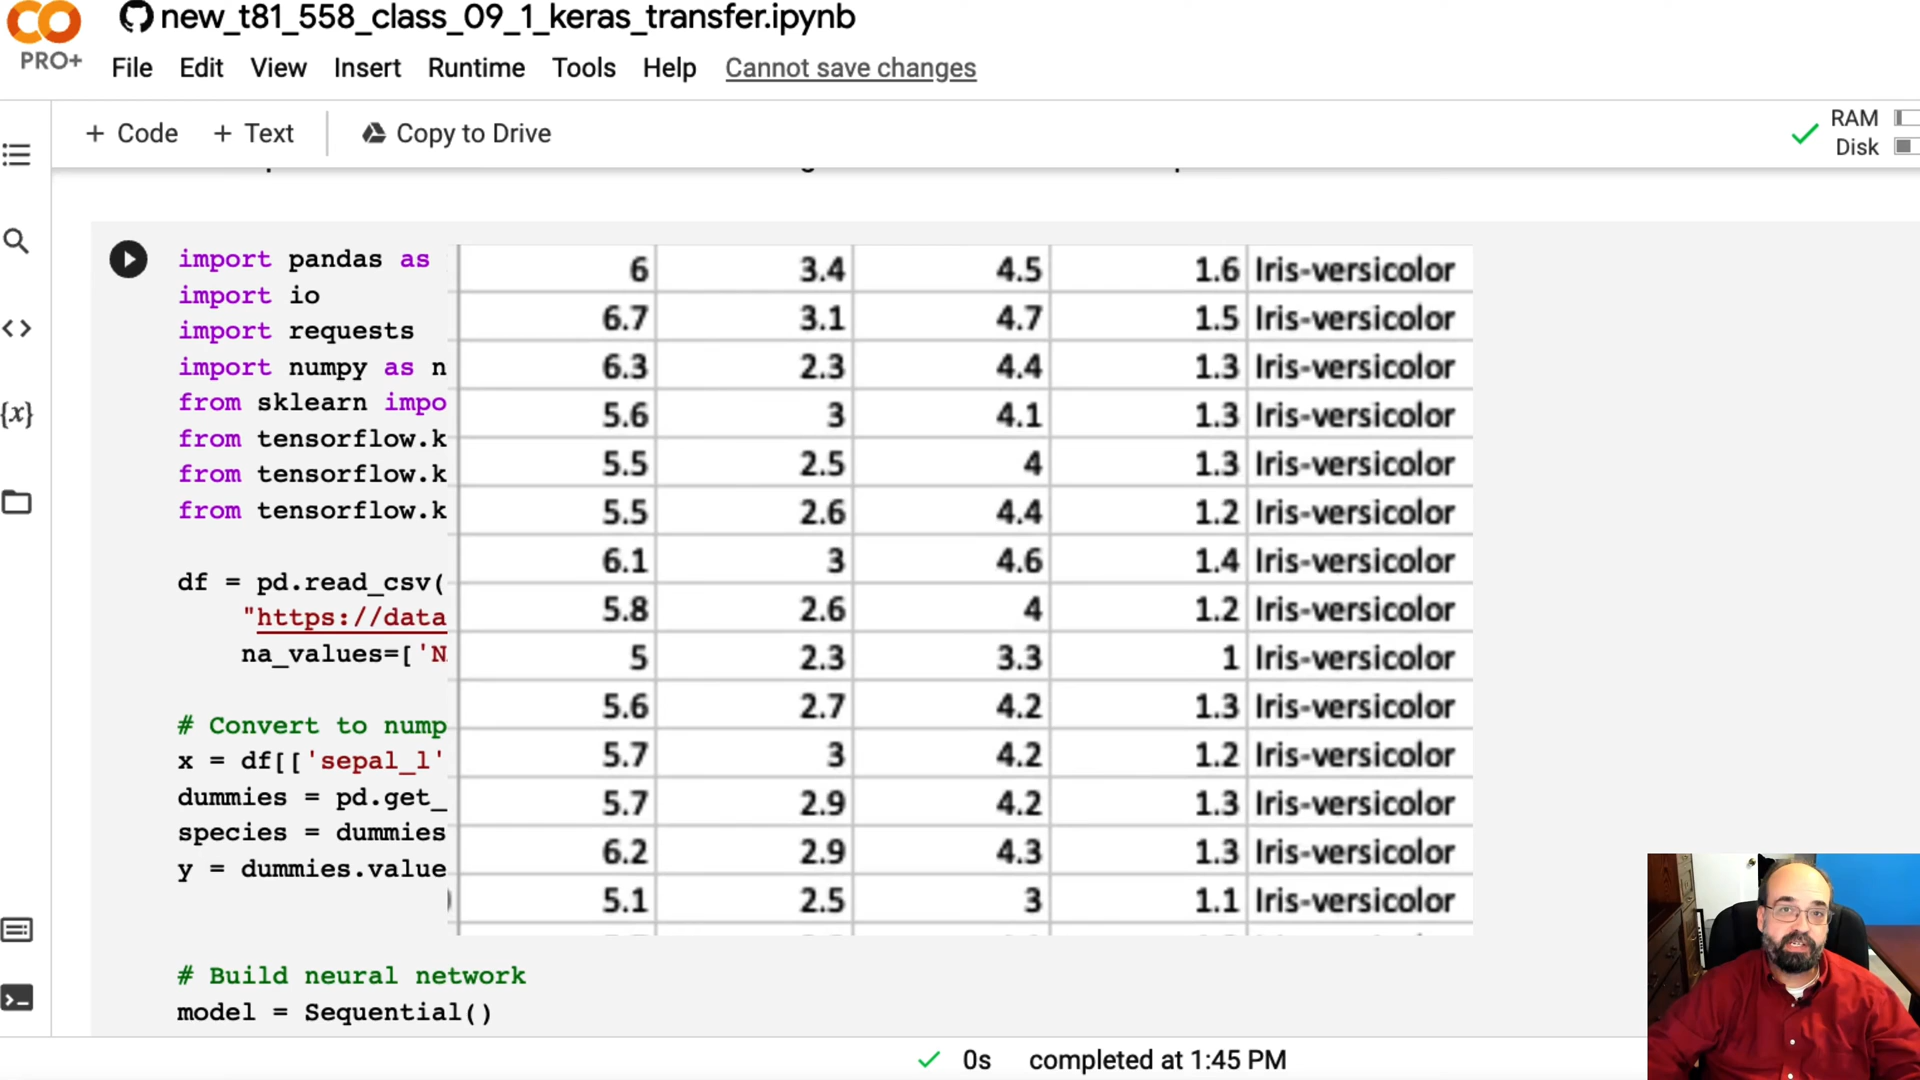 new_t81_558_class_09_1_keras_transfer.ipynb
PRO+
File Edit View Insert Runtime Tools Help Cannot save changes
+ Code + Text Copy to Drive
RAM
Disk
import pandas as
import io
import requests
import numpy as n
from sklearn impo
from tensorflow.k
from tensorflow.k
from tensorflow.k
df = pd.read_csv(
"https://data
na_values=['N
# Convert to nump
x = df[['sepal_l'
dummies = pd.get_
species = dummies
y = dummies.value
# Build neural network
model = Sequential()
6 3.4 4.5 1.6 Iris-versicolor
6.7 3.1 4.7 1.5 Iris-versicolor
6.3 2.3 4.4 1.3 Iris-versicolor
5.6 3 4.1 1.3 Iris-versicolor
5.5 2.5 4 1.3 Iris-versicolor
5.5 2.6 4.4 1.2 Iris-versicolor
6.1 3 4.6 1.4 Iris-versicolor
5.8 2.6 4 1.2 Iris-versicolor
5 2.3 3.3 1 Iris-versicolor
5.6 2.7 4.2 1.3 Iris-versicolor
5.7 3 4.2 1.2 Iris-versicolor
5.7 2.9 4.2 1.3 Iris-versicolor
6.2 2.9 4.3 1.3 Iris-versicolor
5.1 2.5 3 1.1 Iris-versicolor
0s completed at 1:45 PM